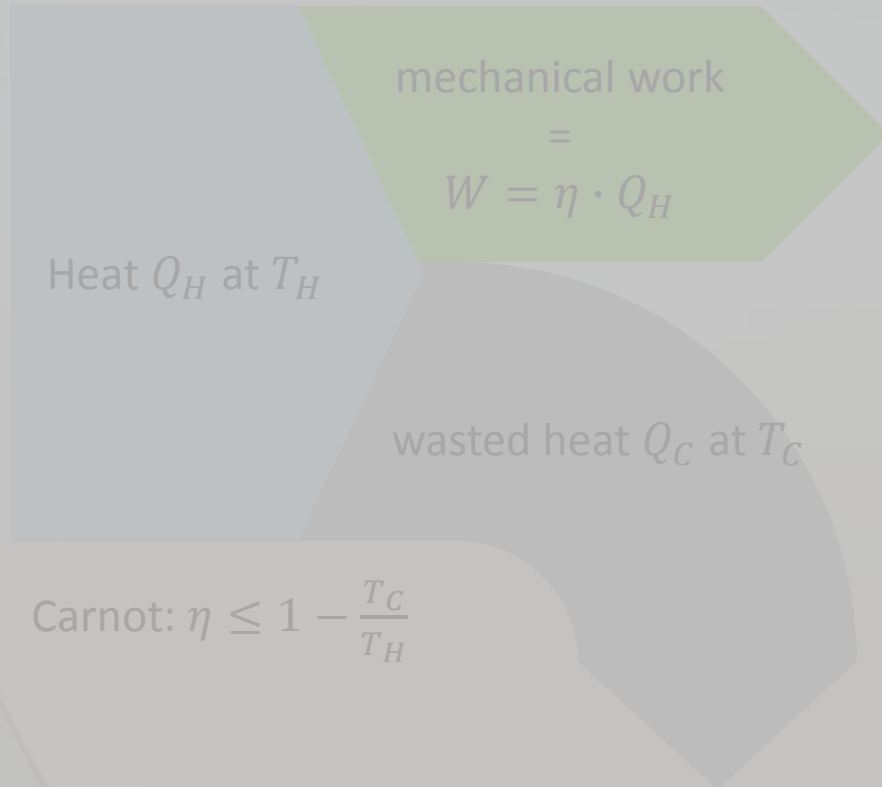 mechanical work
=
W = η · Q_H
Heat Q_H at T_H
wasted heat Q_C at T_C
Carnot: η ≤ 1 − T_C/T_H